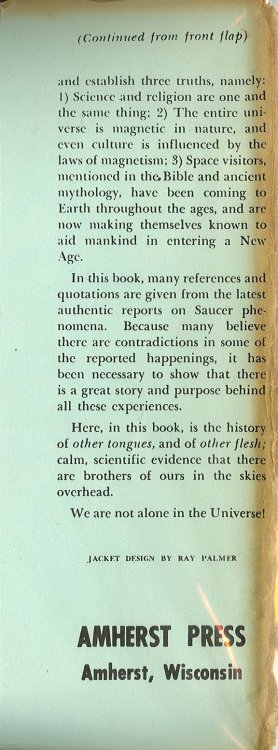 (Continued from front flap)
and establish three truths, namely:
1) Science and religion are one and
the same thing; 2) The entire uni-
verse is magnetic in nature, and
even culture is influenced by the
laws of magnetism; 3) Space visitors,
mentioned in the Bible and ancient
mythology, have been coming to
Earth throughout the ages, and are
now making themselves known to
aid mankind in entering a New
Age.
In this book, many references and
quotations are given from the latest
authentic reports on Saucer phe-
nomena. Because many believe
there are contradictions in some of
the reported happenings, it has
been necessary to show that there
is a great story and purpose behind
all these experiences.
Here, in this book, is the history
of other tongues, and of other flesh;
calm, scientific evidence that there
are brothers of ours in the skies
overhead.
We are not alone in the Universe!
JACKET DESIGN BY RAY PALMER
AMHERST PRESS
Amherst, Wisconsin